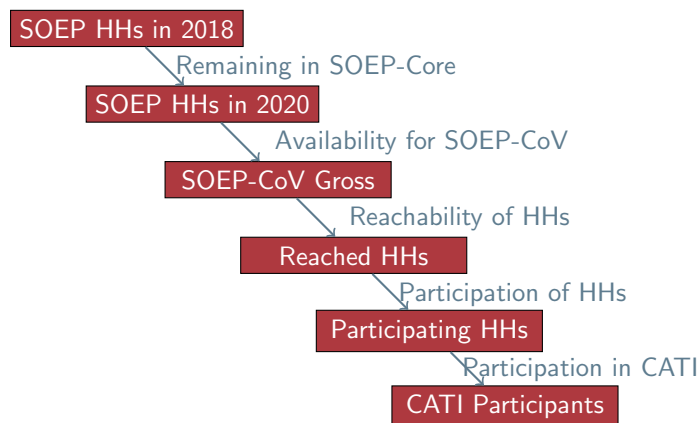 SOEP HHs in 2018
Remaining in SOEP-Core
SOEP HHs in 2020
Availability for SOEP-CoV
SOEP-CoV Gross
Reachability of HHs
Reached HHs
Participation of HHs
Participating HHs
Participation in CATI
CATI Participants